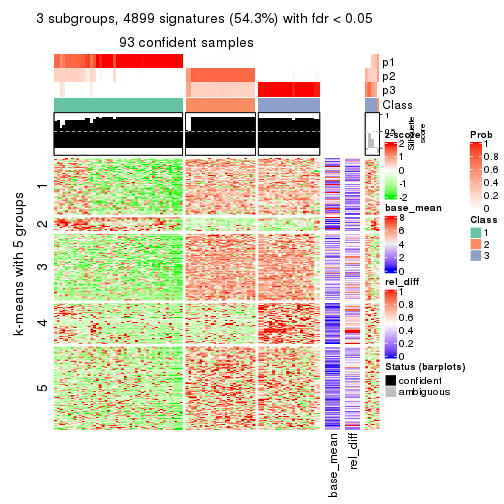 3 subgroups, 4899 signatures (54.3%) with fdr < 0.05
93 confident samples
p1
p2
p3
Class
1
0.5
0
Silhouette
score
k-means with 5 groups
1
2
3
4
5
base_mean
rel_diff
z-score
2
1
0
-1
-2
base_mean
8
6
4
2
0
rel_diff
1
0.8
0.6
0.4
0.2
0
Status (barplots)
confident
ambiguous
Prob
1
0.8
0.6
0.4
0.2
0
Class
1
2
3